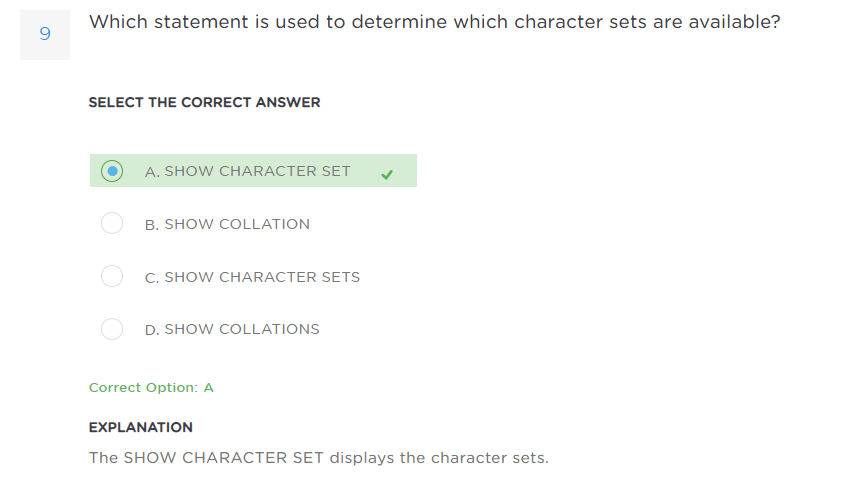 9
Which statement is used to determine which character sets are available?
SELECT THE CORRECT ANSWER
A. SHOW CHARACTER SET
B. SHOW COLLATION
C. SHOW CHARACTER SETS
D. SHOW COLLATIONS
Correct Option: A
EXPLANATION
The SHOW CHARACTER SET displays the character sets.